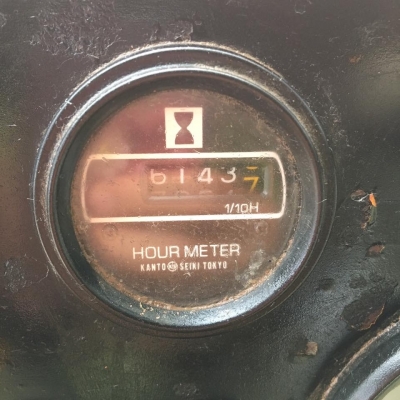 61437
1/10H
HOUR METER
KANTO SEIKI TOKYO